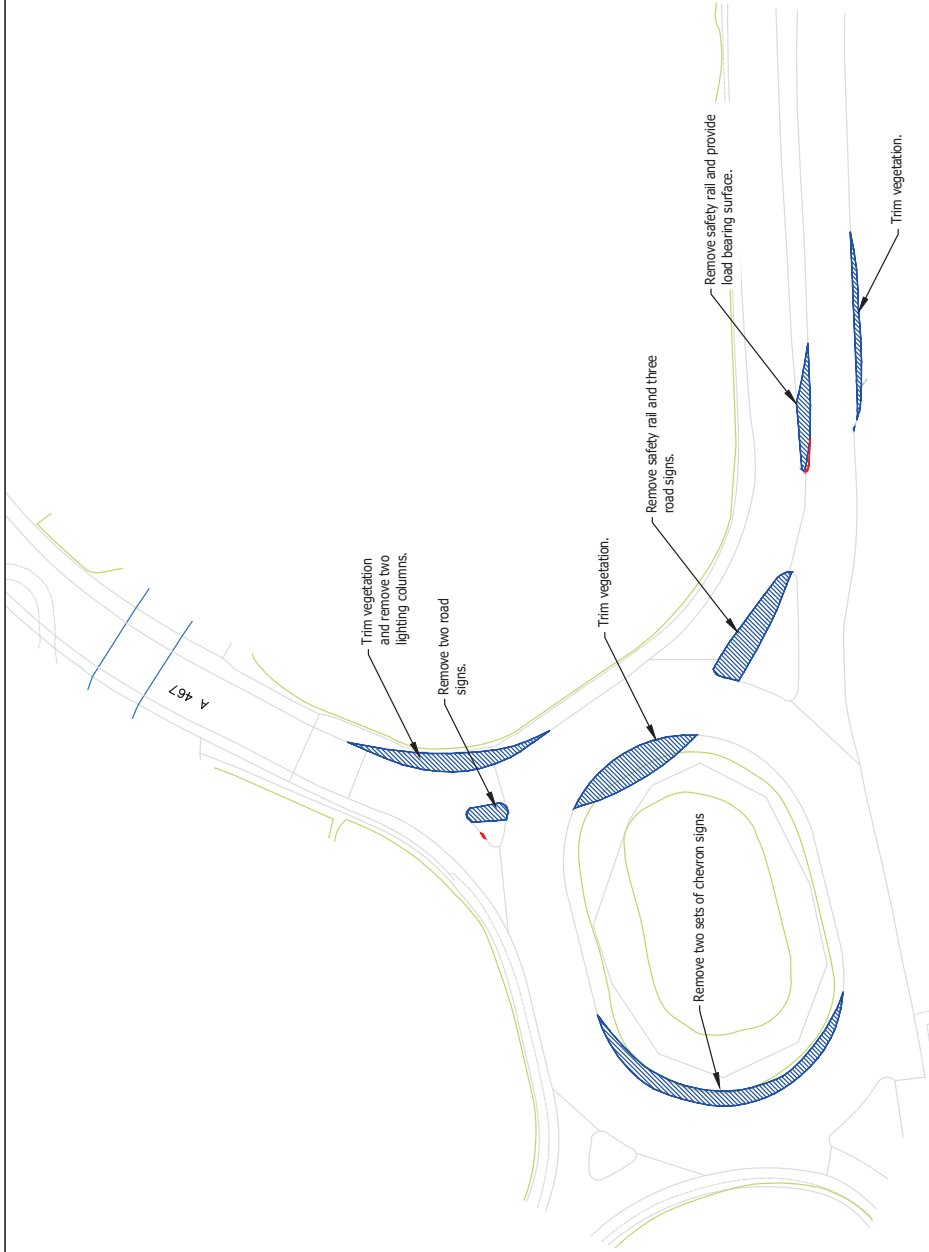 A 467
Trim vegetation
and remove two
lighting columns.
Remove two road
signs.
Trim vegetation.
Remove two sets of chevron signs
Remove safety rail and three
road signs.
Remove safety rail and provide
load bearing surface.
Trim vegetation.